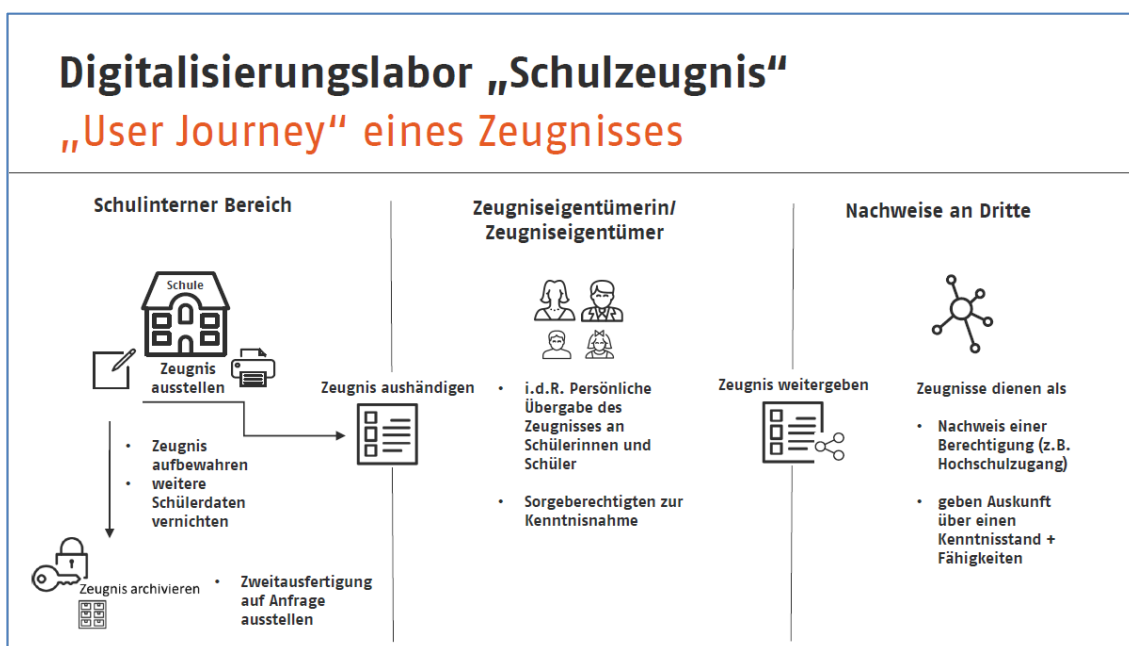 Digitalisierungslabor „Schulzeugnis“
„User Journey“ eines Zeugnisses
Schulinterner Bereich
Schule
Zeugnis
ausstellen
• Zeugnis
aufbewahren
• weitere
Schülerdaten
vernichten
Zeugnis archivieren
• Zweitausfertigung
auf Anfrage
ausstellen
Zeugnis aushändigen
Zeugniseigentümerin/
Zeugniseigentümer
• i.d.R. Persönliche
Übergabe des
Zeugnisses an
Schülerinnen und
Schüler
• Sorgeberechtigten zur
Kenntnisnahme
Zeugnis weitergeben
Nachweise an Dritte
Zeugnisse dienen als
• Nachweis einer
Berechtigung (z.B.
Hochschulzugang)
• geben Auskunft
über einen
Kenntnisstand +
Fähigkeiten